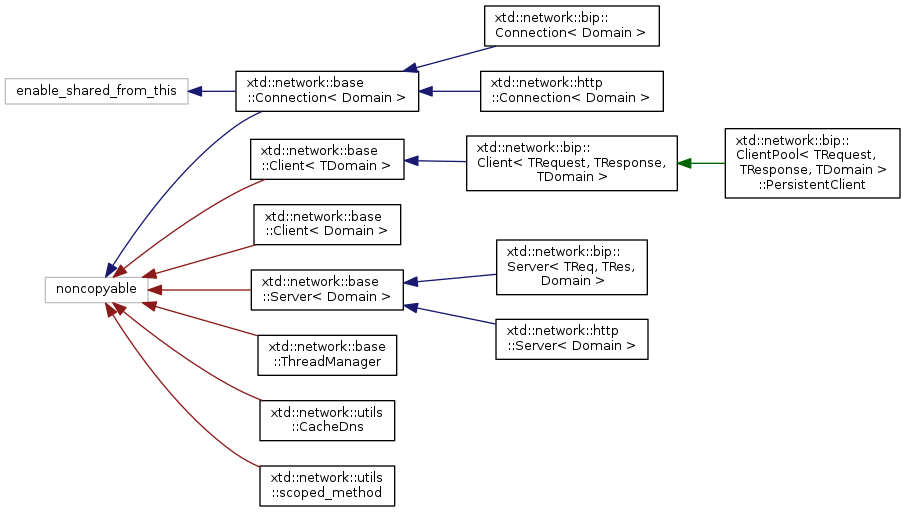 xtd::network::bip::
Connection< Domain >
enable_shared_from_this
xtd::network::base
::Connection< Domain >
xtd::network::http
::Connection< Domain >
xtd::network::base
::Client< TDomain >
xtd::network::bip::
Client< TRequest, TResponse,
TDomain >
xtd::network::bip::
ClientPool< TRequest,
TResponse, TDomain >
::PersistentClient
xtd::network::base
::Client< Domain >
noncopyable
xtd::network::base
::Server< Domain >
xtd::network::bip::
Server< TReq, TRes,
Domain >
xtd::network::http
::Server< Domain >
xtd::network::base
::ThreadManager
xtd::network::utils
::CacheDns
xtd::network::utils
::scoped_method